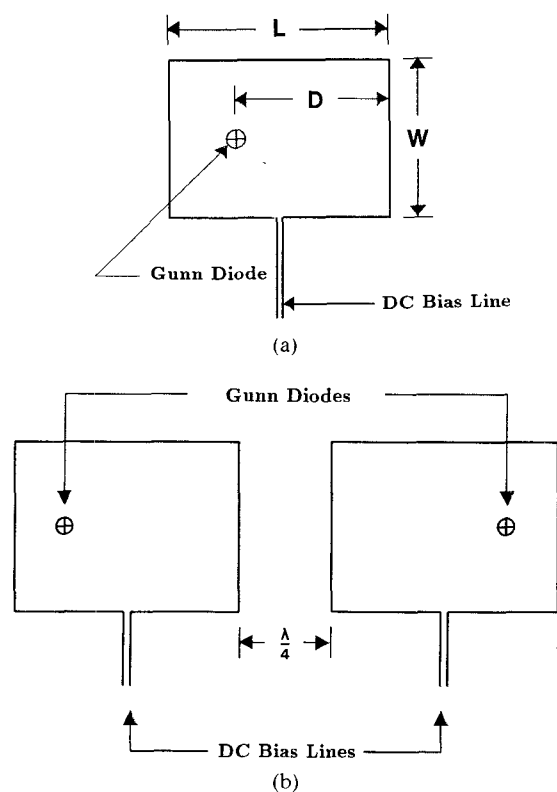 L
D
W
Gunn Diode
DC Bias Line
(a)
Gunn Diodes
λ/4
DC Bias Lines
(b)